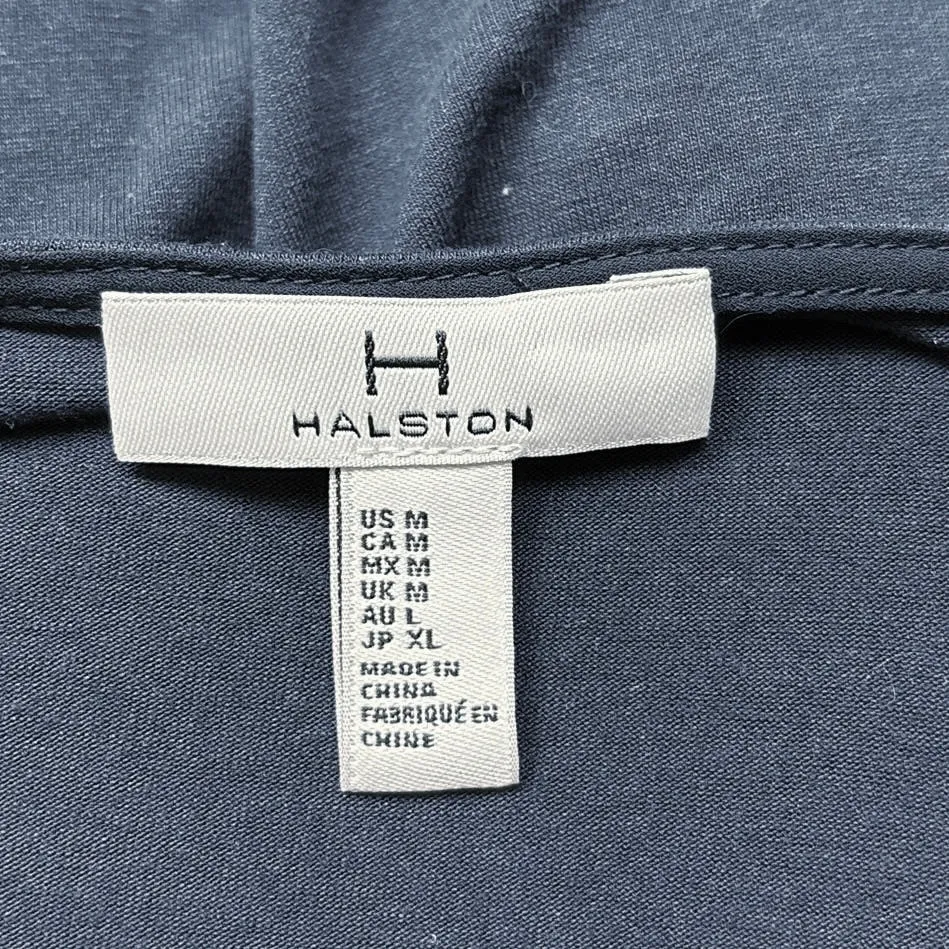 H
HALSTON
US M
CA M
MX M
UK M
AU L
JP XL
MADE IN
CHINA
FABRIQUÉ EN
CHINE